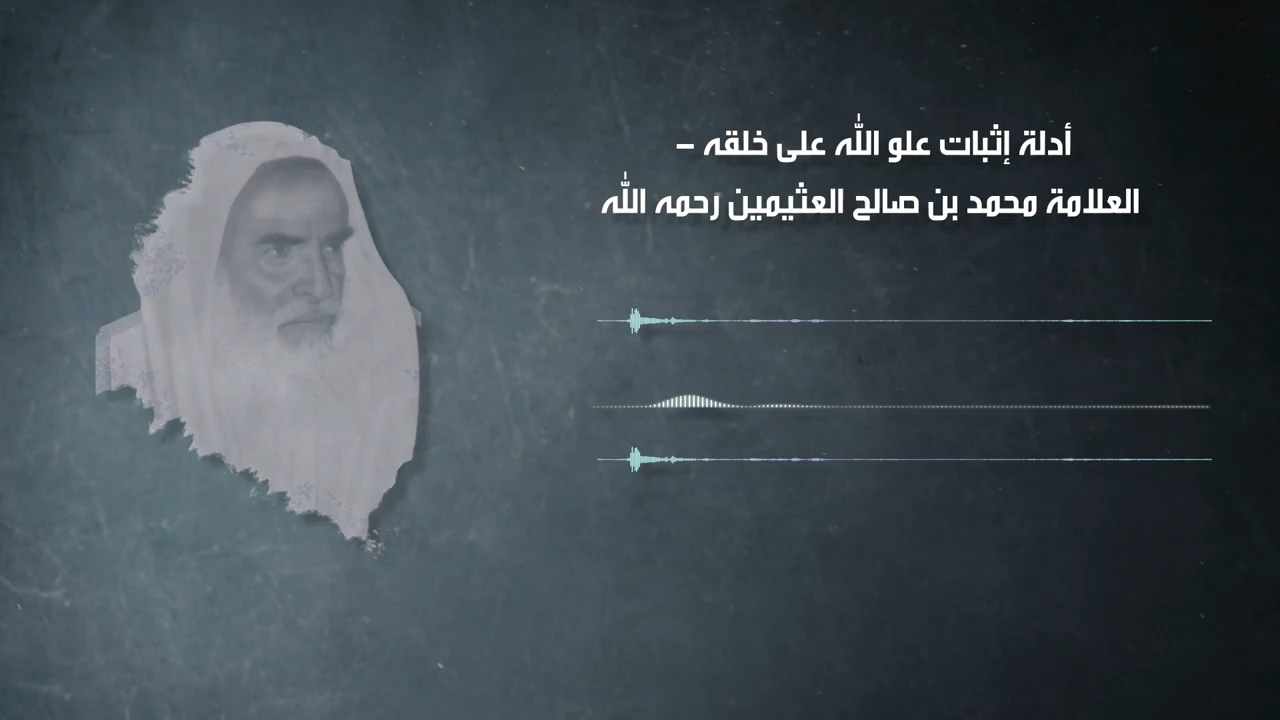 أدلة إثبات علو الله على خلقه –
العلامة محمد بن صالح العثيمين رحمه الله